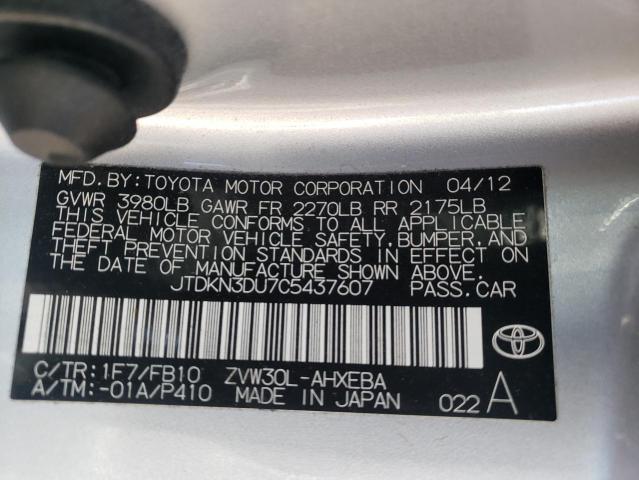 MFD. BY: TOYOTA MOTOR CORPORATION 04/12
GVWR 3980LB GAWR FR 2270LB RR 2175LB
THIS VEHICLE CONFORMS TO ALL APPLICABLE
FEDERAL MOTOR VEHICLE SAFETY, BUMPER, AND
THEFT PREVENTION STANDARDS IN EFFECT ON
THE DATE OF MANUFACTURE SHOWN ABOVE.
JTDKN3DU7C5437607 PASS. CAR
C/TR: 1F7/FB10 ZVW30L-AHXEBA
A/TM: -01A/P410 MADE IN JAPAN 022 A